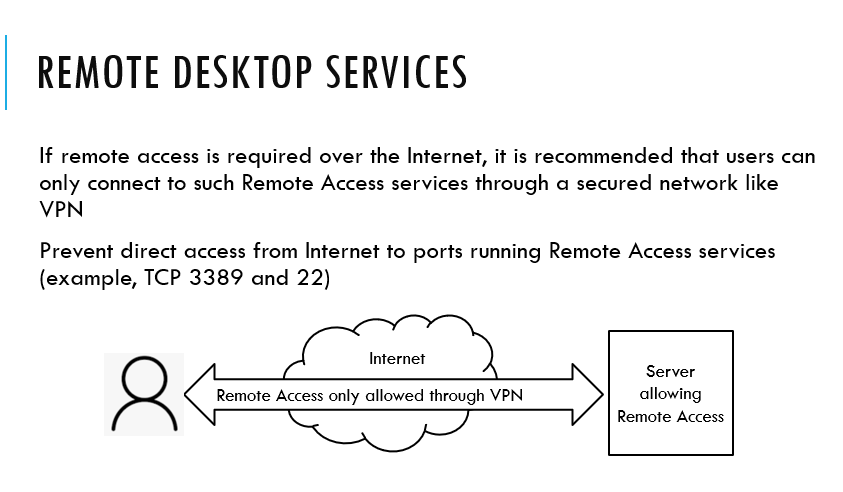 REMOTE DESKTOP SERVICES
If remote access is required over the Internet, it is recommended that users can
only connect to such Remote Access services through a secured network like
VPN
Prevent direct access from Internet to ports running Remote Access services
(example, TCP 3389 and 22)
Internet
Remote Access only allowed through VPN
Server
allowing
Remote Access